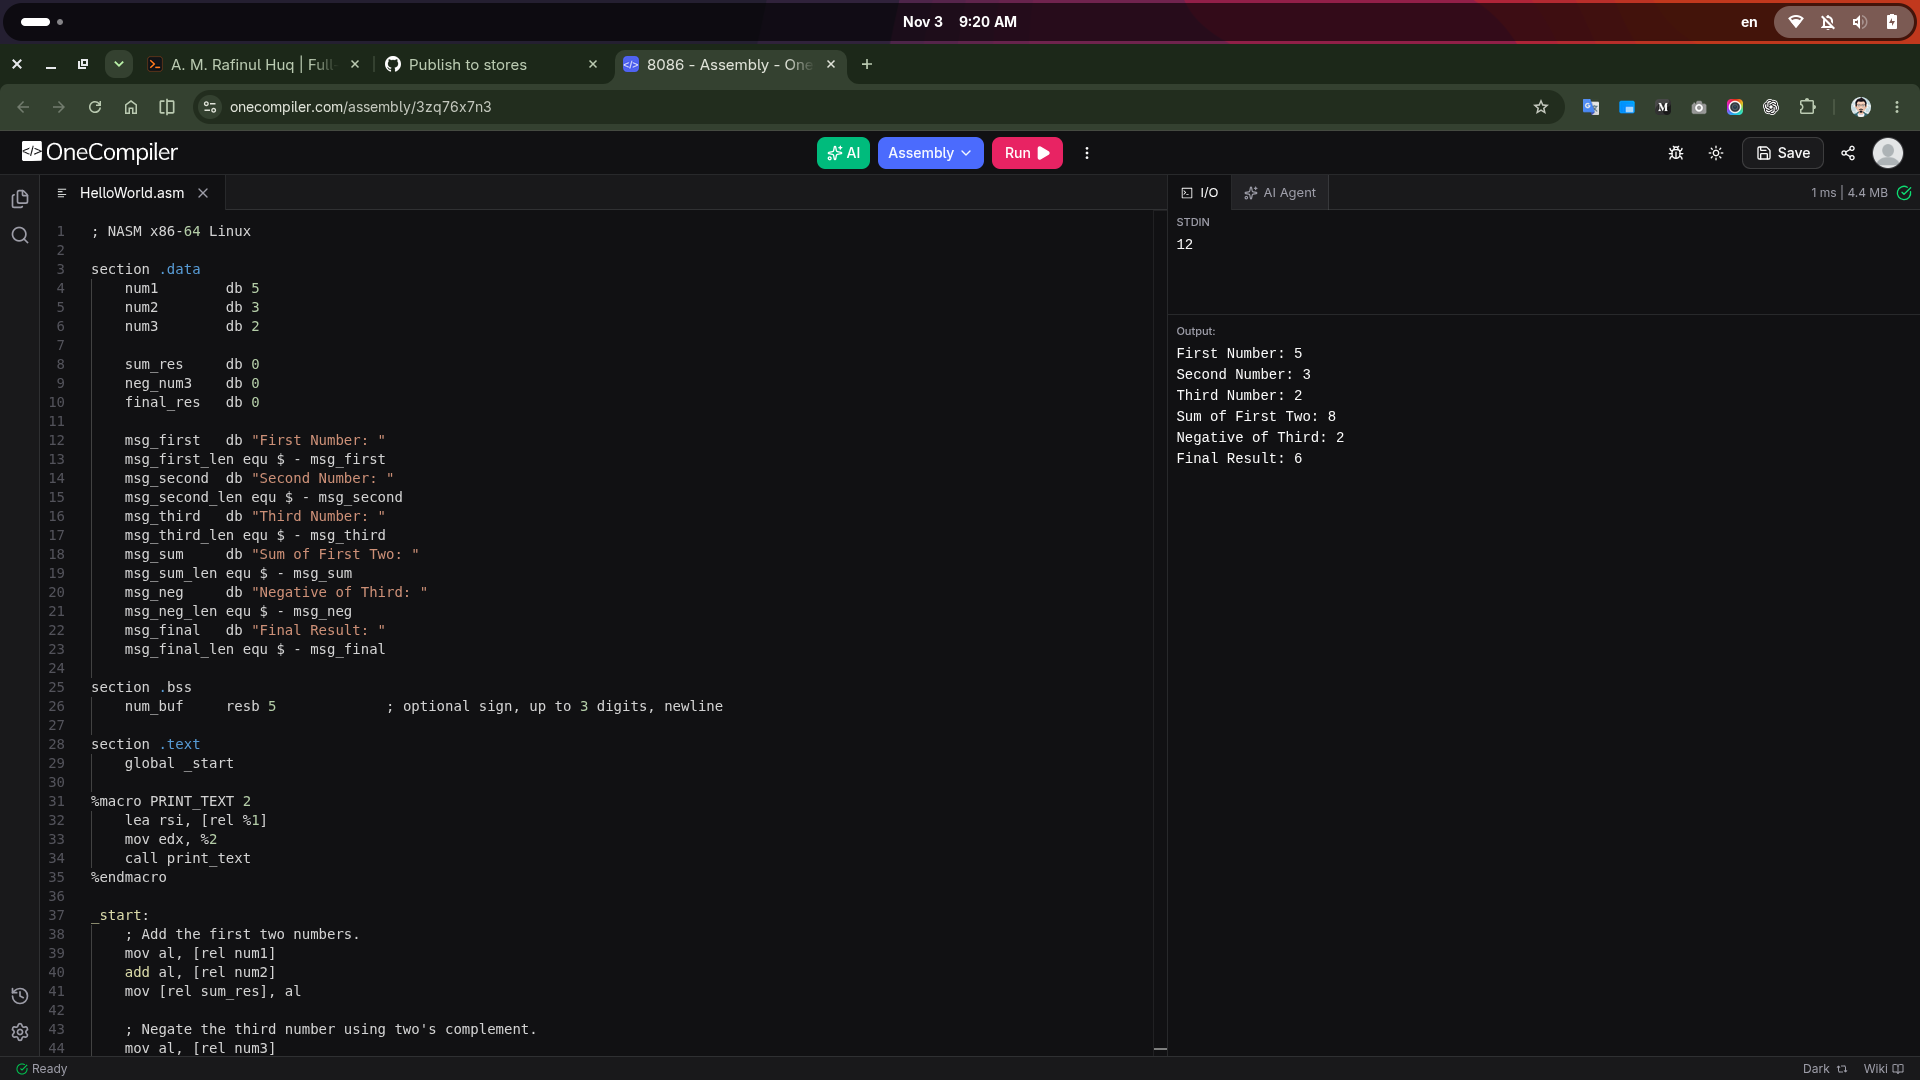 Nov 3 9:20 AM
en
A. M. Rafinul Huq | Full
Publish to stores
8086 - Assembly - One
onecompiler.com/assembly/3zq76x7n3
OneCompiler
AI
Assembly
Run
Save
HelloWorld.asm
1 ; NASM x86-64 Linux
2
3 section .data
4 num1 db 5
5 num2 db 3
6 num3 db 2
7
8 sum_res db 0
9 neg_num3 db 0
10 final_res db 0
11
12 msg_first db "First Number: "
13 msg_first_len equ $ - msg_first
14 msg_second db "Second Number: "
15 msg_second_len equ $ - msg_second
16 msg_third db "Third Number: "
17 msg_third_len equ $ - msg_third
18 msg_sum db "Sum of First Two: "
19 msg_sum_len equ $ - msg_sum
20 msg_neg db "Negative of Third: "
21 msg_neg_len equ $ - msg_neg
22 msg_final db "Final Result: "
23 msg_final_len equ $ - msg_final
24
25 section .bss
26 num_buf resb 5 ; optional sign, up to 3 digits, newline
27
28 section .text
29 global _start
30
31 %macro PRINT_TEXT 2
32 lea rsi, [rel %1]
33 mov edx, %2
34 call print_text
35 %endmacro
36
37 _start:
38 ; Add the first two numbers.
39 mov al, [rel num1]
40 add al, [rel num2]
41 mov [rel sum_res], al
42
43 ; Negate the third number using two's complement.
44 mov al, [rel num3]
I/O
AI Agent
1 ms | 4.4 MB
STDIN
12
Output:
First Number: 5
Second Number: 3
Third Number: 2
Sum of First Two: 8
Negative of Third: 2
Final Result: 6
Ready
Dark
Wiki